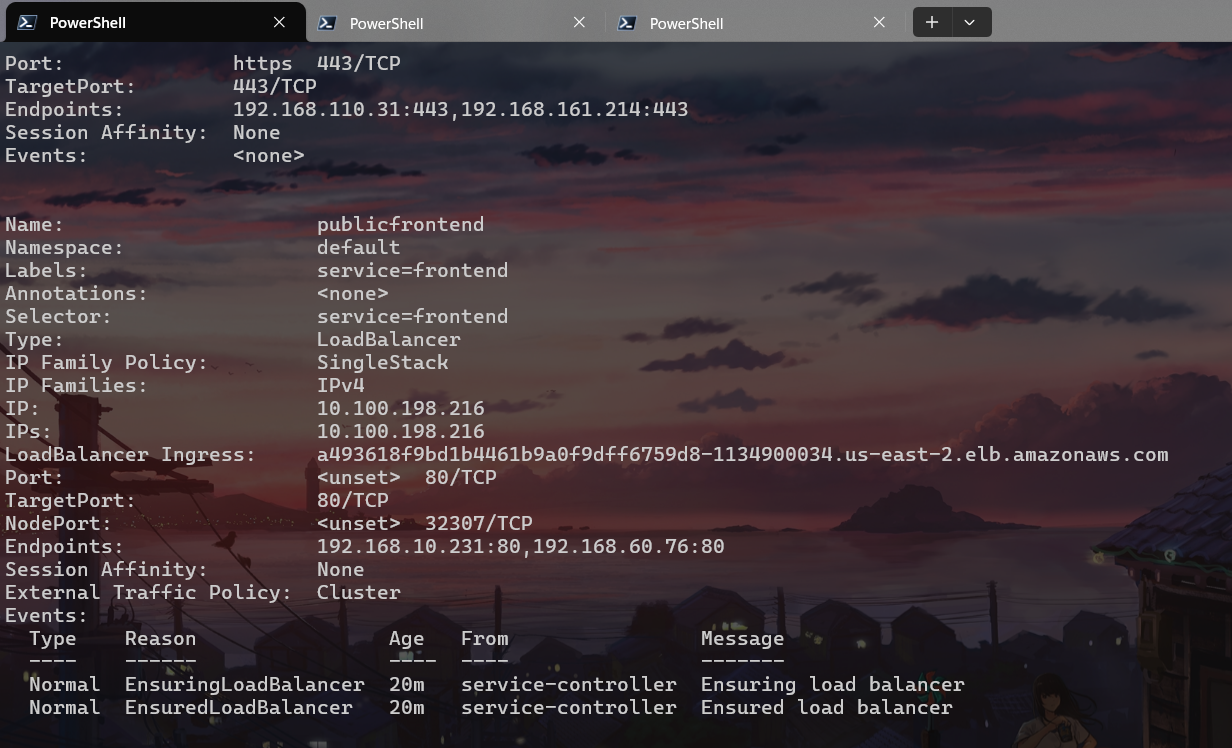 PowerShell
PowerShell
PowerShell
Port:              https  443/TCP
TargetPort:        443/TCP
Endpoints:         192.168.110.31:443,192.168.161.214:443
Session Affinity:  None
Events:            <none>
Name:                     publicfrontend
Namespace:                default
Labels:                   service=frontend
Annotations:              <none>
Selector:                 service=frontend
Type:                     LoadBalancer
IP Family Policy:         SingleStack
IP Families:              IPv4
IP:                       10.100.198.216
IPs:                      10.100.198.216
LoadBalancer Ingress:     a493618f9bd1b4461b9a0f9dff6759d8-1134900034.us-east-2.elb.amazonaws.com
Port:                     <unset>  80/TCP
TargetPort:               80/TCP
NodePort:                 <unset>  32307/TCP
Endpoints:                192.168.10.231:80,192.168.60.76:80
Session Affinity:         None
External Traffic Policy:  Cluster
Events:
  Type    Reason                Age   From                Message
  ----    ------                ----  ----                -------
  Normal  EnsuringLoadBalancer  20m   service-controller  Ensuring load balancer
  Normal  EnsuredLoadBalancer   20m   service-controller  Ensured load balancer